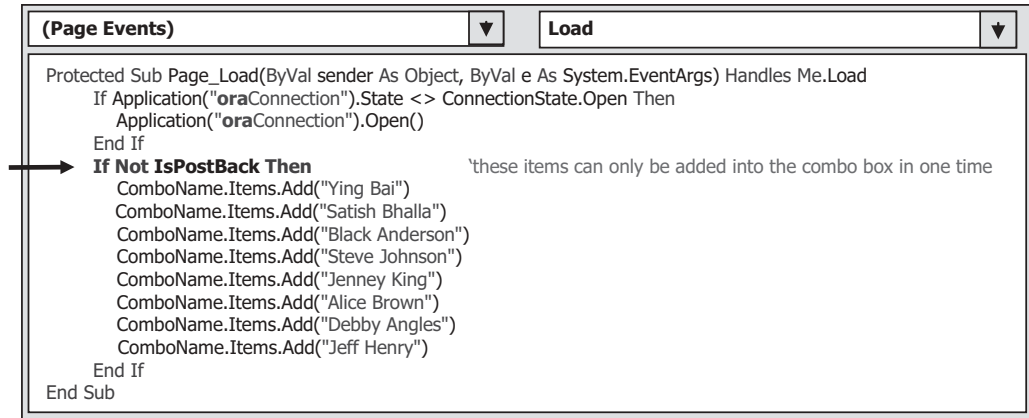 (Page Events) Load
Protected Sub Page_Load(ByVal sender As Object, ByVal e As System.EventArgs) Handles Me.Load
If Application("oraConnection").State <> ConnectionState.Open Then
Application("oraConnection").Open()
End If
If Not IsPostBack Then 'these items can only be added into the combo box in one time
ComboName.Items.Add("Ying Bai")
ComboName.Items.Add("Satish Bhalla")
ComboName.Items.Add("Black Anderson")
ComboName.Items.Add("Steve Johnson")
ComboName.Items.Add("Jenney King")
ComboName.Items.Add("Alice Brown")
ComboName.Items.Add("Debby Angles")
ComboName.Items.Add("Jeff Henry")
End If
End Sub